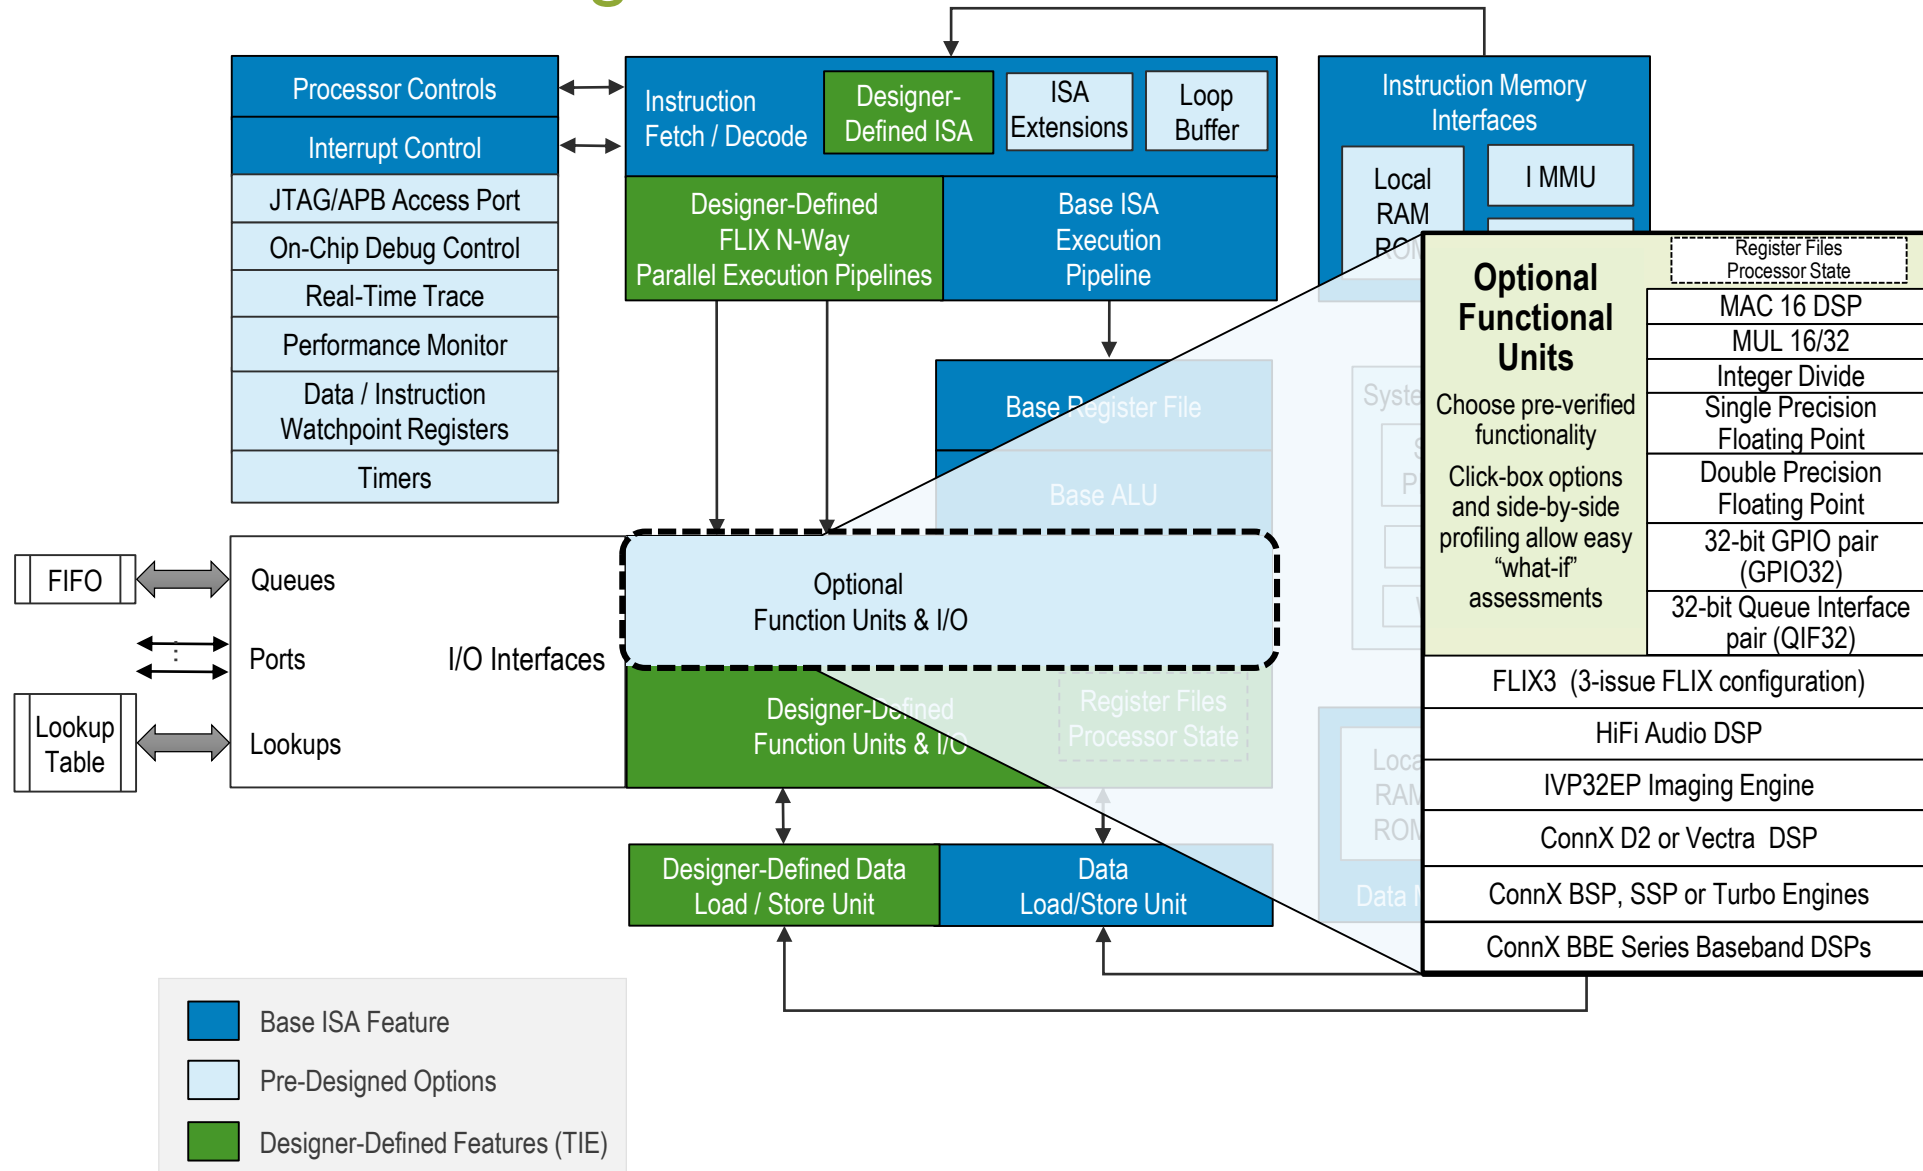 Processor Controls
Interrupt Control
JTAG/APB Access Port
On-Chip Debug Control
Real-Time Trace
Performance Monitor
Data / Instruction
Watchpoint Registers
Timers
Instruction
Fetch / Decode
Designer-
Defined ISA
ISA
Extensions
Loop
Buffer
Designer-Defined
FLIX N-Way
Parallel Execution Pipelines
Base ISA
Execution
Pipeline
Instruction Memory
Interfaces
Local
RAM
ROM
I MMU
Base Register File
Base ALU
FIFO
Lookup
Table
Queues
Ports
Lookups
I/O Interfaces
Optional
Function Units & I/O
Designer-Defined
Function Units & I/O
Register Files
Processor State
Designer-Defined Data
Load / Store Unit
Data
Load/Store Unit
RAM
ROM
Data
Optional
Functional
Units
Choose pre-verified
functionality
Click-box options
and side-by-side
profiling allow easy
“what-if”
assessments
Register Files
Processor State
MAC 16 DSP
MUL 16/32
Integer Divide
Single Precision
Floating Point
Double Precision
Floating Point
32-bit GPIO pair
(GPIO32)
32-bit Queue Interface
pair (QIF32)
FLIX3 (3-issue FLIX configuration)
HiFi Audio DSP
IVP32EP Imaging Engine
ConnX D2 or Vectra DSP
ConnX BSP, SSP or Turbo Engines
ConnX BBE Series Baseband DSPs
Base ISA Feature
Pre-Designed Options
Designer-Defined Features (TIE)